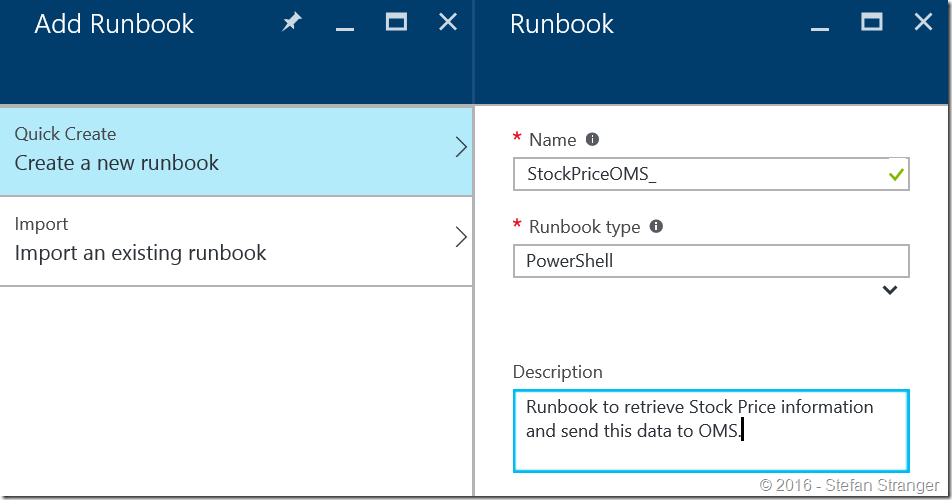 Add Runbook
Quick Create
Create a new runbook
Import
Import an existing runbook
Runbook
* Name
StockPriceOMS_
* Runbook type
PowerShell
Description
Runbook to retrieve Stock Price information
and send this data to OMS.
© 2016 - Stefan Stranger